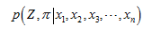 p(Z, π|x₁, x₂, x₃, ⋯, xₙ)